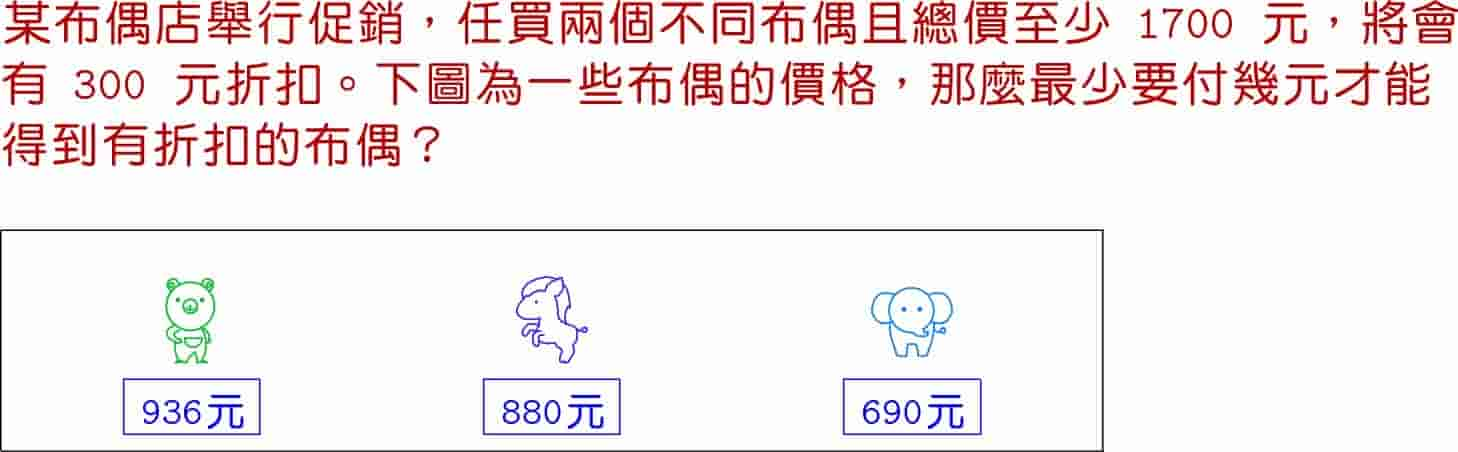 某布偶店舉行促銷，任買兩個不同布偶且總價至少 1700 元，將會
有 300 元折扣。下圖為一些布偶的價格，那麼最少要付幾元才能
得到有折扣的布偶？
936元 880元 690元